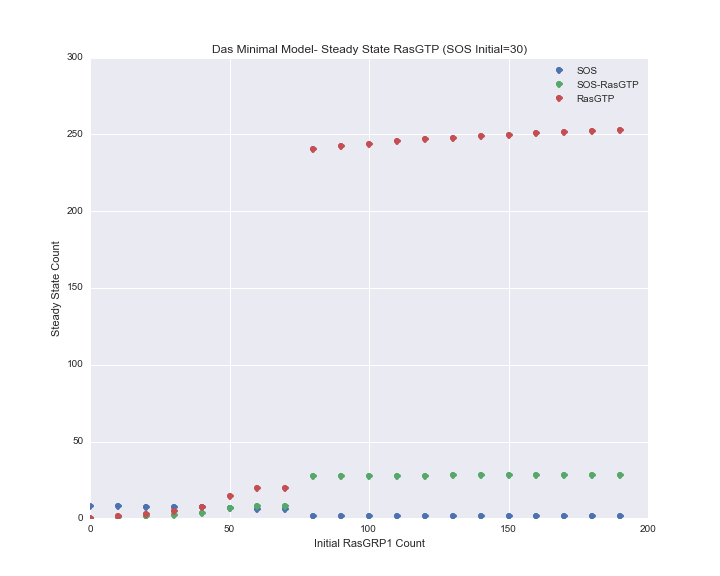 Das Minimal Model- Steady State RasGTP (SOS Initial=30)
300
250
200
150
100
50
0
Steady State Count
SOS
SOS-RasGTP
RasGTP
0 50 100 150 200
Initial RasGRP1 Count